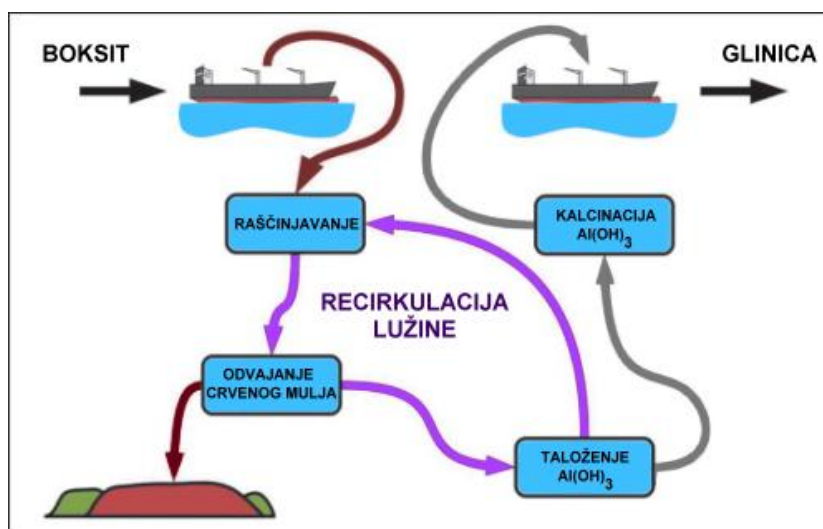 BOKSIT
GLINICA
RAŠČINJAVANJE
KALCINACIJA
Al(OH)3
RECIRKULACIJA
LUŽINE
ODVAJANJE
CRVENOG MULJA
TALOŽENJE
Al(OH)3